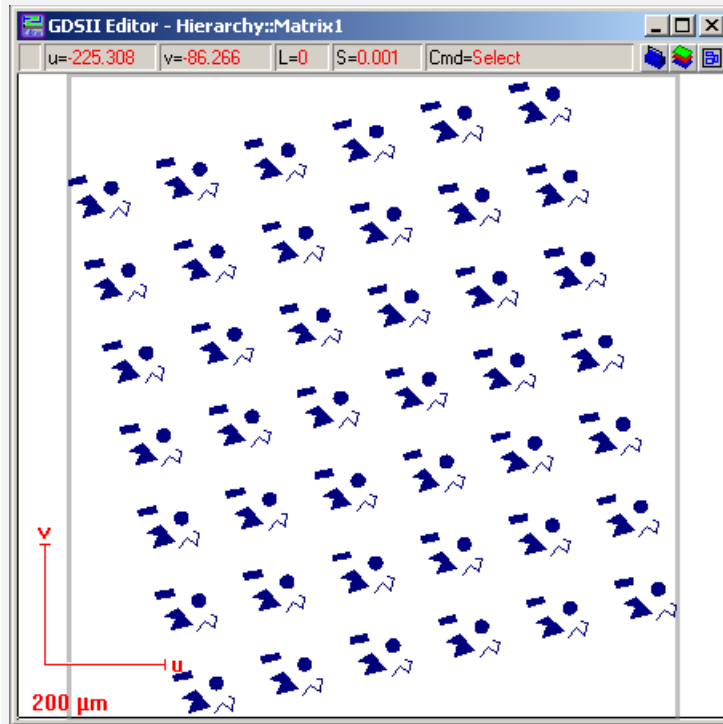 GDSII Editor - Hierarchy::Matrix1
u=-225.308 v=-86.266 L=0 S=0.001 Cmd=Select
v
u
200 µm